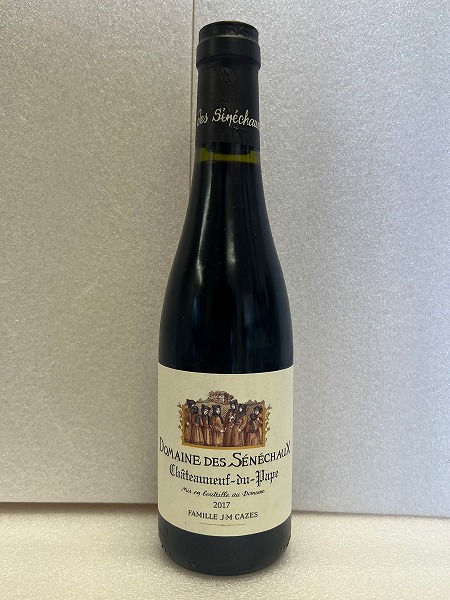 des Sénéchaux
DOMAINE DES SÉNÉCHAUX
Châteauneuf-du-Pape
Mis en bouteille au Domaine
2017
FAMILLE J-M CAZES